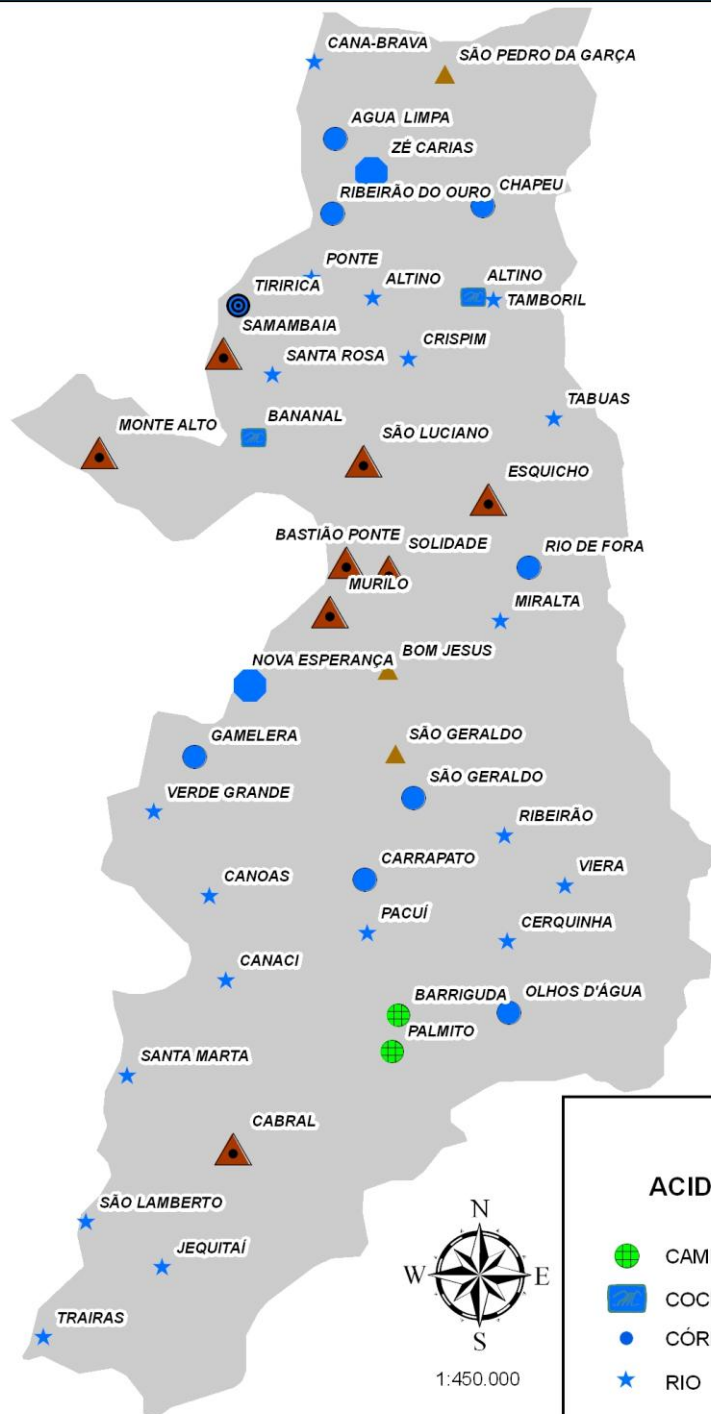 CANA-BRAVA
SÃO PEDRO DA GARÇA
AGUA LIMPA
ZÉ CARIAS
RIBEIRÃO DO OURO
CHAPEU
PONTE
TIRIRICA
ALTINO
ALTINO
TAMBORIL
SAMAMBAIA
SANTA ROSA
CRISPIM
TABUAS
MONTE ALTO
BANANAL
SÃO LUCIANO
ESQUICHO
BASTIÃO PONTE
SOLIDADE
RIO DE FORA
MURILO
MIRALTA
NOVA ESPERANÇA
BOM JESUS
GAMELERA
SÃO GERALDO
SÃO GERALDO
VERDE GRANDE
RIBEIRÃO
CARRAPATO
VIERA
CANOAS
PACUÍ
CERQUINHA
CANACI
BARRIGUDA
OLHOS D'ÁGUA
PALMITO
SANTA MARTA
CABRAL
SÃO LAMBERTO
JEQUITAÍ
TRAIRAS
N
W E
S
1:450.000
ACID
CAM
COC
CÓR
RIO